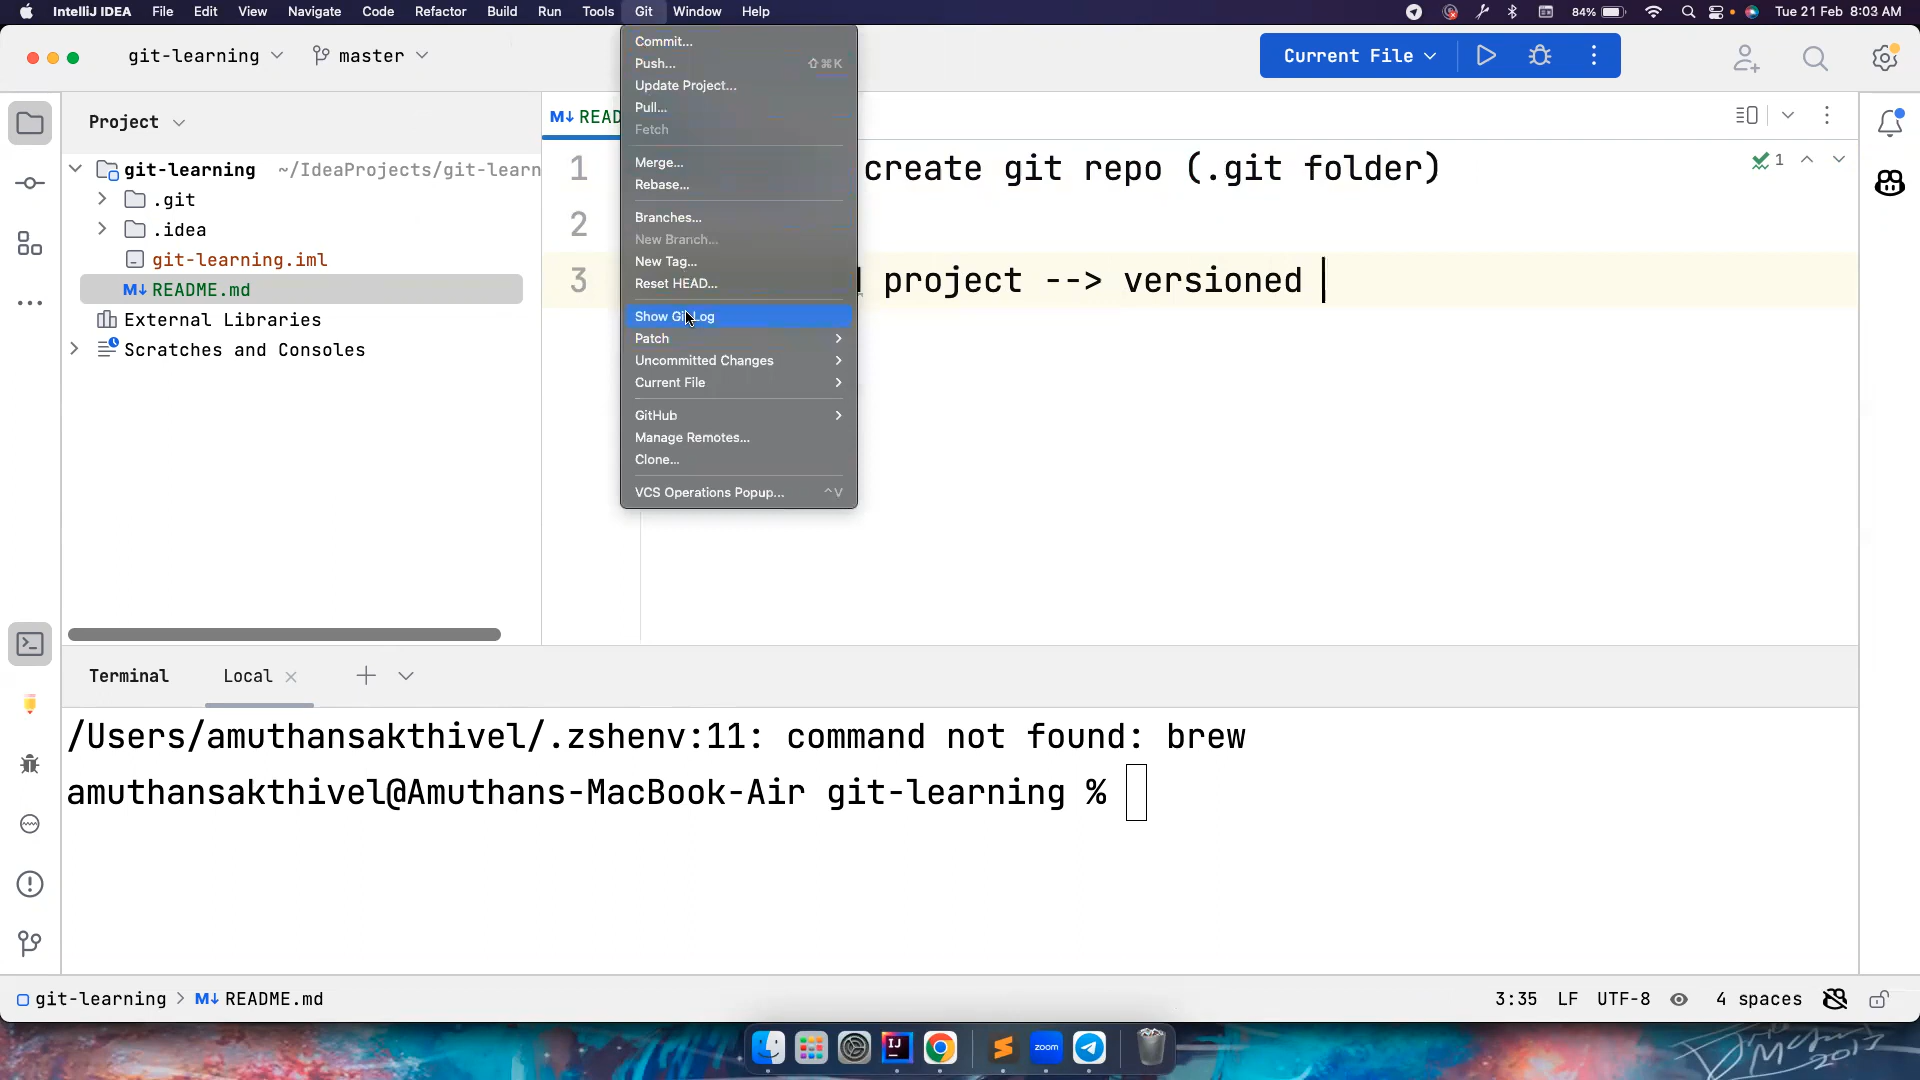 IntelliJ IDEA File Edit View Navigate Code Refactor Build Run Tools Git Window Help 84% Tue 21 Feb 8:03 AM
git-learning master Current File
Project
git-learning ~/IdeaProjects/git-learn
.git
.idea
git-learning.iml
M↓ README.md
External Libraries
Scratches and Consoles
M↓ READ
1 create git repo (.git folder)
2
3 project --> versioned
1
Commit...
Push... ⇧⌘K
Update Project...
Pull...
Fetch
Merge...
Rebase...
Branches...
New Branch...
New Tag...
Reset HEAD...
Show Git Log
Patch
Uncommitted Changes
Current File
GitHub
Manage Remotes...
Clone...
VCS Operations Popup... ^V
Terminal Local
/Users/amuthansakthivel/.zshenv:11: command not found: brew
amuthansakthivel@Amuthans-MacBook-Air git-learning %
git-learning > M↓ README.md 3:35 LF UTF-8 4 spaces
IJ
zoom
2017